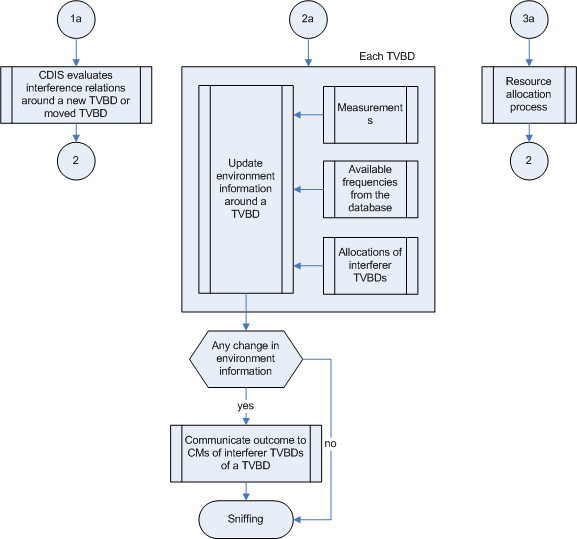 1a
CDIS evaluates
interference relations
around a new TVBD or
moved TVBD
2
2a
Each TVBD
Update
environment
information
around a
TVBD
Measurement
s
Available
frequencies
from the
database
Allocations of
interferer
TVBDs
Any change in
environment
information
yes
no
Communicate outcome to
CMs of interferer TVBDs
of a TVBD
Sniffing
3a
Resource
allocation
process
2